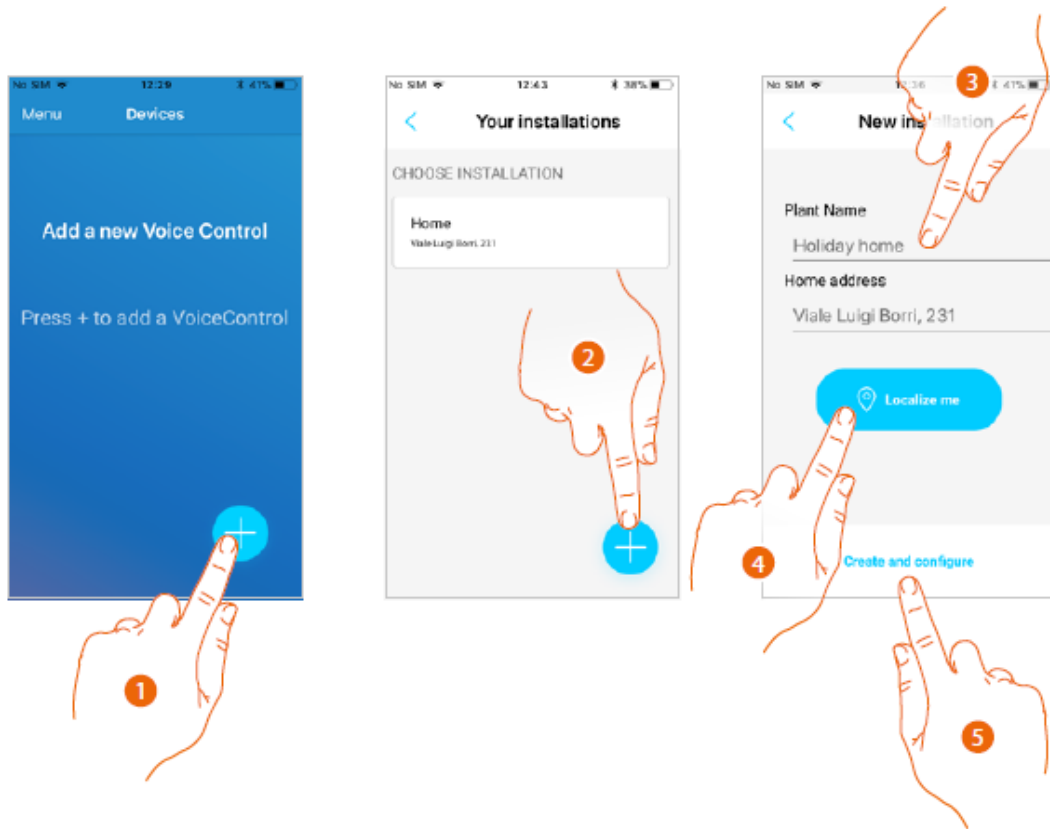 No SIM 12:29 41%
Menu Devices
Add a new Voice Control
Press + to add a VoiceControl
1
No SIM 12:43 38%
Your installations
CHOOSE INSTALLATION
Home
Viale Luigi Borri, 231
2
No SIM 41%
3
Plant Name
Holiday home
Home address
Viale Luigi Borri, 231
Localize me
4
Create and configure
5